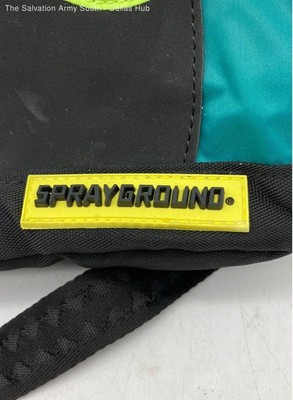 The Salvation Army South - Dallas Hub
SPRAYGROUND.